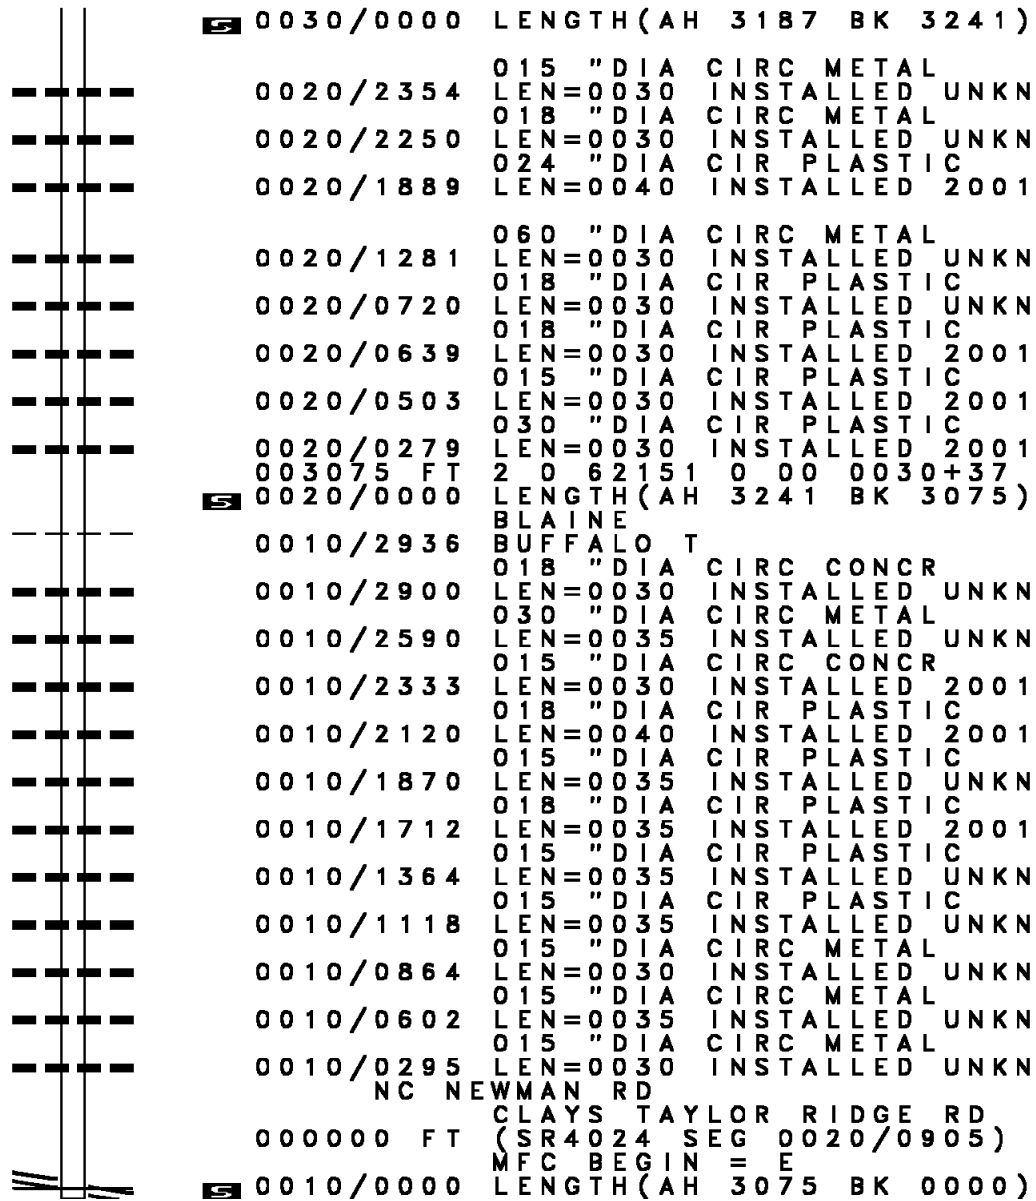 S 0030/0000 LENGTH(AH 3187 BK 3241)
015 "DIA CIRC METAL
0020/2354 LEN=0030 INSTALLED UNKN
018 "DIA CIRC METAL
0020/2250 LEN=0030 INSTALLED UNKN
024 "DIA CIR PLASTIC
0020/1889 LEN=0040 INSTALLED 2001
060 "DIA CIRC METAL
0020/1281 LEN=0030 INSTALLED UNKN
018 "DIA CIR PLASTIC
0020/0720 LEN=0030 INSTALLED UNKN
018 "DIA CIR PLASTIC
0020/0639 LEN=0030 INSTALLED 2001
015 "DIA CIR PLASTIC
0020/0503 LEN=0030 INSTALLED 2001
030 "DIA CIR PLASTIC
0020/0279 LEN=0030 INSTALLED 2001
003075 FT 2 0 62151 0 00 0030+37
S 0020/0000 LENGTH(AH 3241 BK 3075)
BLAINE
0010/2936 BUFFALO T
018 "DIA CIRC CONCR
0010/2900 LEN=0030 INSTALLED UNKN
030 "DIA CIRC METAL
0010/2590 LEN=0035 INSTALLED UNKN
015 "DIA CIRC CONCR
0010/2333 LEN=0030 INSTALLED 2001
018 "DIA CIR PLASTIC
0010/2120 LEN=0040 INSTALLED 2001
015 "DIA CIR PLASTIC
0010/1870 LEN=0035 INSTALLED UNKN
018 "DIA CIR PLASTIC
0010/1712 LEN=0035 INSTALLED 2001
015 "DIA CIR PLASTIC
0010/1364 LEN=0035 INSTALLED UNKN
015 "DIA CIR PLASTIC
0010/1118 LEN=0035 INSTALLED UNKN
015 "DIA CIRC METAL
0010/0864 LEN=0030 INSTALLED UNKN
015 "DIA CIRC METAL
0010/0602 LEN=0035 INSTALLED UNKN
015 "DIA CIRC METAL
0010/0295 LEN=0030 INSTALLED UNKN
NC NEWMAN RD
CLAYS TAYLOR RIDGE RD
000000 FT (SR4024 SEG 0020/0905)
MFC BEGIN = E
S 0010/0000 LENGTH(AH 3075 BK 0000)